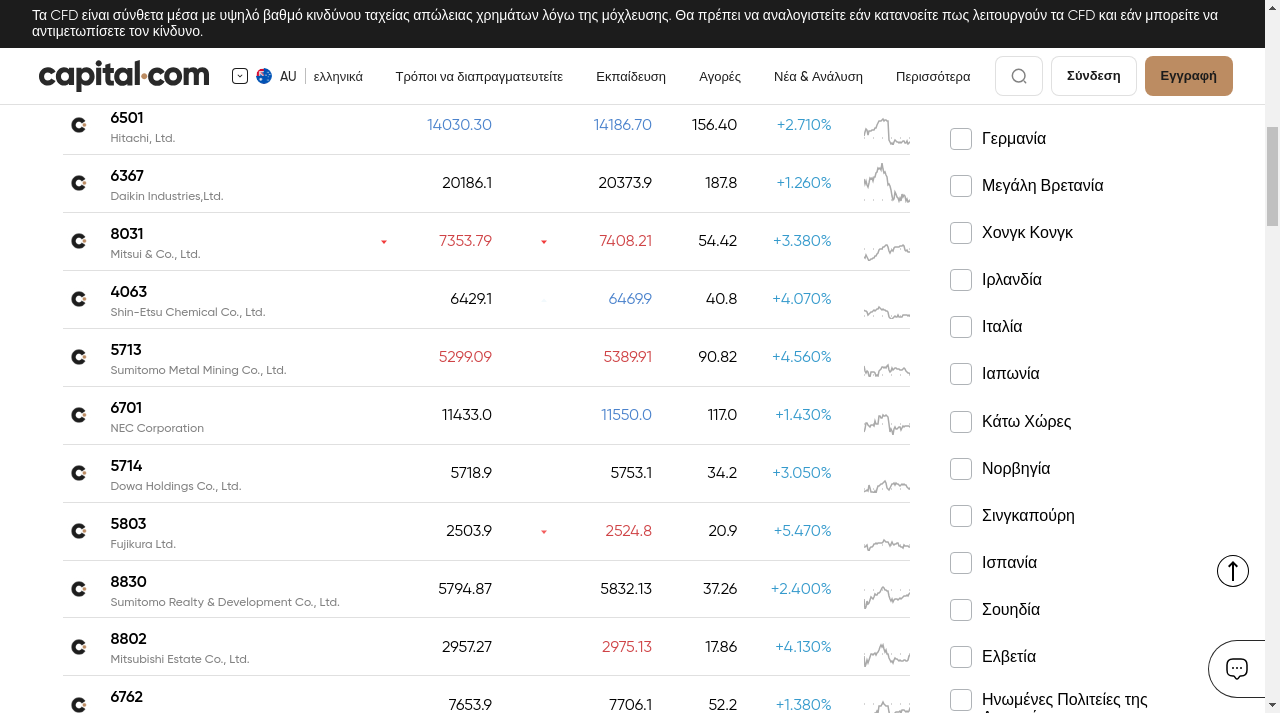 Τα CFD είναι σύνθετα μέσα με υψηλό βαθμό κινδύνου ταχείας απώλειας χρημάτων λόγω της μόχλευσης. Θα πρέπει να αναλογιστείτε εάν κατανοείτε πως λειτουργούν τα CFD και εάν μπορείτε να
αντιμετωπίσετε τον κίνδυνο.
capital.com AU ελληνικά Τρόποι να διαπραγματευτείτε Εκπαίδευση Αγορές Νέα & Ανάλυση Περισσότερα Σύνδεση Εγγραφή
6501 14030.30 14186.70 156.40 +2.710%
Hitachi, Ltd.
6367 20186.1 20373.9 187.8 +1.260%
Daikin Industries,Ltd.
8031 7353.79 7408.21 54.42 +3.380%
Mitsui & Co., Ltd.
4063 6429.1 6469.9 40.8 +4.070%
Shin-Etsu Chemical Co., Ltd.
5713 5299.09 5389.91 90.82 +4.560%
Sumitomo Metal Mining Co., Ltd.
6701 11433.0 11550.0 117.0 +1.430%
NEC Corporation
5714 5718.9 5753.1 34.2 +3.050%
Dowa Holdings Co., Ltd.
5803 2503.9 2524.8 20.9 +5.470%
Fujikura Ltd.
8830 5794.87 5832.13 37.26 +2.400%
Sumitomo Realty & Development Co., Ltd.
8802 2957.27 2975.13 17.86 +4.130%
Mitsubishi Estate Co., Ltd.
6762 7653.9 7706.1 52.2 +1.380%
Γερμανία
Μεγάλη Βρετανία
Χονγκ Κονγκ
Ιρλανδία
Ιταλία
Ιαπωνία
Κάτω Χώρες
Νορβηγία
Σινγκαπούρη
Ισπανία
Σουηδία
Ελβετία
Ηνωμένες Πολιτείες της